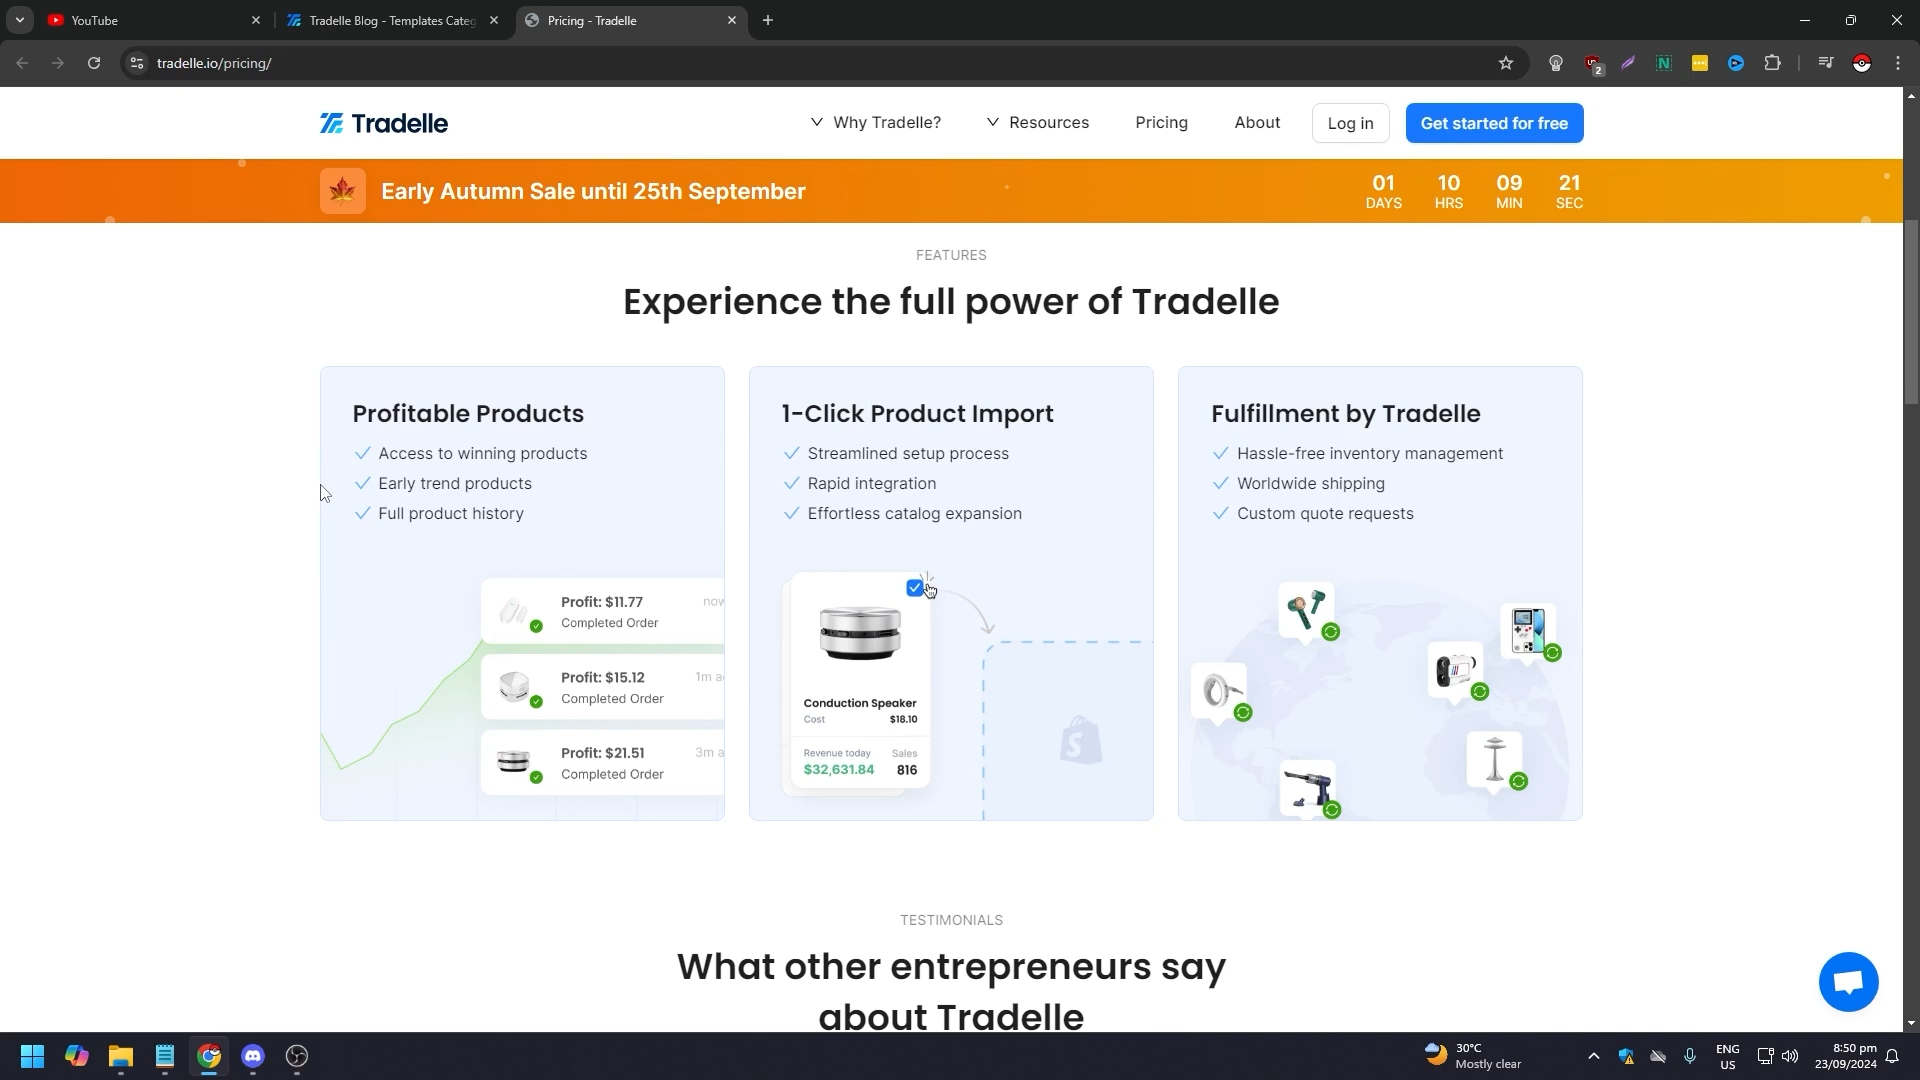 YouTube
Tradelle Blog - Templates Categ
Pricing - Tradelle
tradelle.io/pricing/
2
Tradelle
Why Tradelle?
Resources
Pricing
About
Log in
Get started for free
Early Autumn Sale until 25th September
01 10 09 21
DAYS HRS MIN SEC
FEATURES
Experience the full power of Tradelle
Profitable Products
Access to winning products
Early trend products
Full product history
Profit: $11.77 now
Completed Order
Profit: $15.12 1m a
Completed Order
Profit: $21.51 3m a
Completed Order
1-Click Product Import
Streamlined setup process
Rapid integration
Effortless catalog expansion
Conduction Speaker
Cost $18.10
Revenue today Sales
$32,631.84 816
Fulfillment by Tradelle
Hassle-free inventory management
Worldwide shipping
Custom quote requests
TESTIMONIALS
What other entrepreneurs say
about Tradelle
30°C
Mostly clear
ENG
US
8:50 pm
23/09/2024